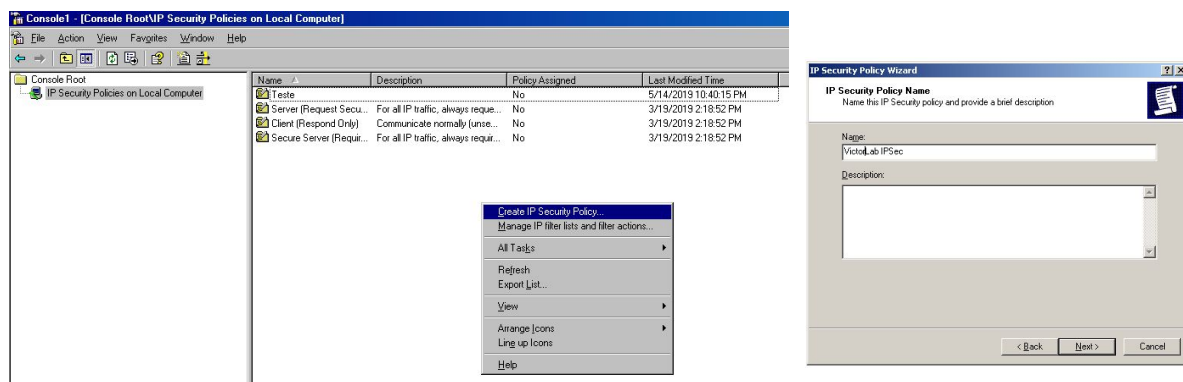 Console1 - [Console Root\IP Security Policies on Local Computer]
File Action View Favorites Window Help
Console Root
IP Security Policies on Local Computer
Name Description Policy Assigned Last Modified Time
Teste No 5/14/2019 10:40:15 PM
Server (Request Secu... For all IP traffic, always reque... No 3/19/2019 2:18:52 PM
Client (Respond Only) Communicate normally (unse... No 3/19/2019 2:18:52 PM
Secure Server (Requir... For all IP traffic, always requir... No 3/19/2019 2:18:52 PM
Create IP Security Policy...
Manage IP filter lists and filter actions...
All Tasks
Refresh
Export List...
View
Arrange Icons
Line up Icons
Help
IP Security Policy Wizard
IP Security Policy Name
Name this IP Security policy and provide a brief description
Name:
VictorLab IPSec
Description:
< Back Next > Cancel